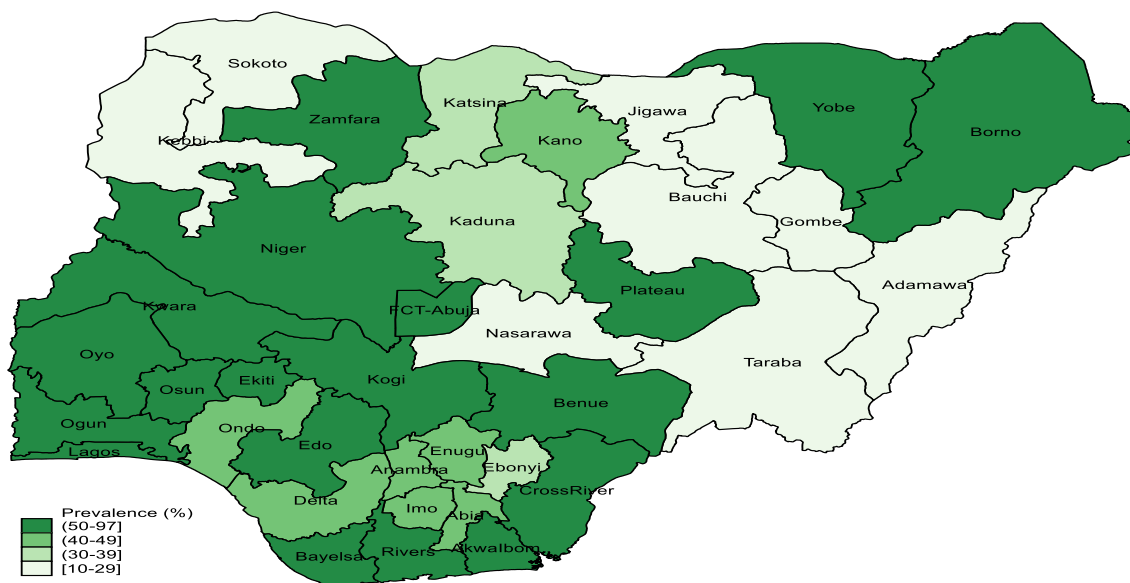 Sokoto
Katsina
Jigawa
Yobe
Zamfara
Borno
Kebbi
Kano
Bauchi
Kaduna
Gombe
Niger
Adamawa
Plateau
Kwara
FCT-Abuja
Nasarawa
Oyo
Taraba
Ekiti
Kogi
Osun
Benue
Ogun
Ondo
Edo
Lagos
Enugu
Anambra
Ebonyi
CrossRiver
Delta
Imo
Abia
Bayelsa
Rivers
AkwaIbom
Prevalence (%)
(50-97]
(40-49]
(30-39]
[10-29]